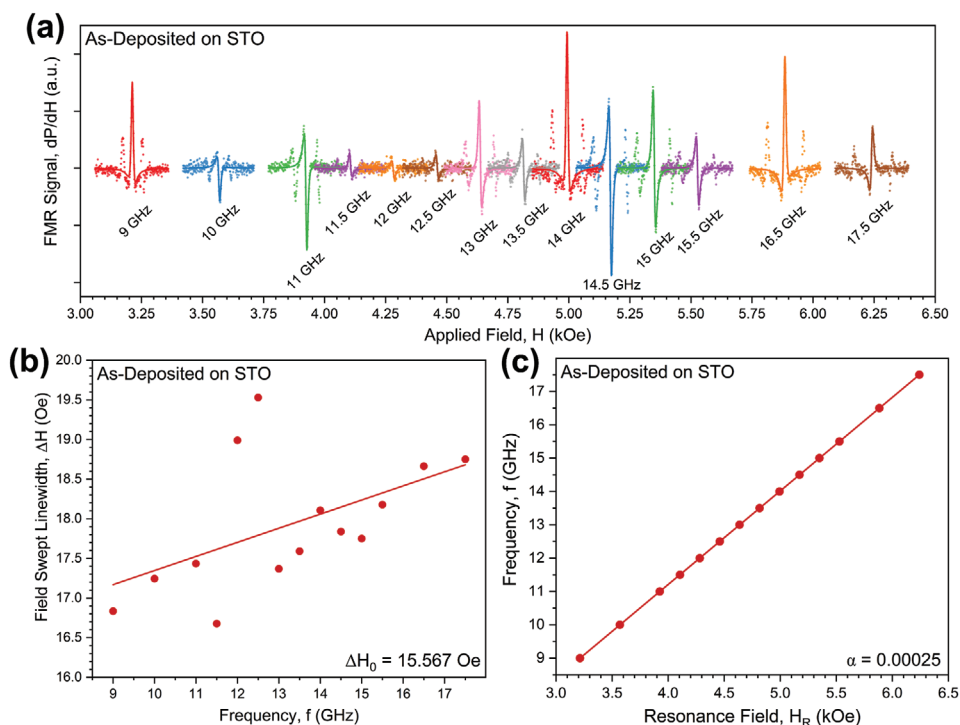 (a)
As-Deposited on STO
FMR Signal, dP/dH (a.u.)
9 GHz
10 GHz
11 GHz
11.5 GHz
12 GHz
12.5 GHz
13 GHz
13.5 GHz
14 GHz
14.5 GHz
15 GHz
15.5 GHz
16.5 GHz
17.5 GHz
3.00 3.25 3.50 3.75 4.00 4.25 4.50 4.75 5.00 5.25 5.50 5.75 6.00 6.25 6.50
Applied Field, H (kOe)
(b)
As-Deposited on STO
Field Swept Linewidth, ΔH (Oe)
20.0
19.5
19.0
18.5
18.0
17.5
17.0
16.5
16.0
ΔH₀ = 15.567 Oe
9 10 11 12 13 14 15 16 17
Frequency, f (GHz)
(c)
As-Deposited on STO
Frequency, f (GHz)
17
16
15
14
13
12
11
10
9
α = 0.00025
3.0 3.5 4.0 4.5 5.0 5.5 6.0 6.5
Resonance Field, H_R (kOe)